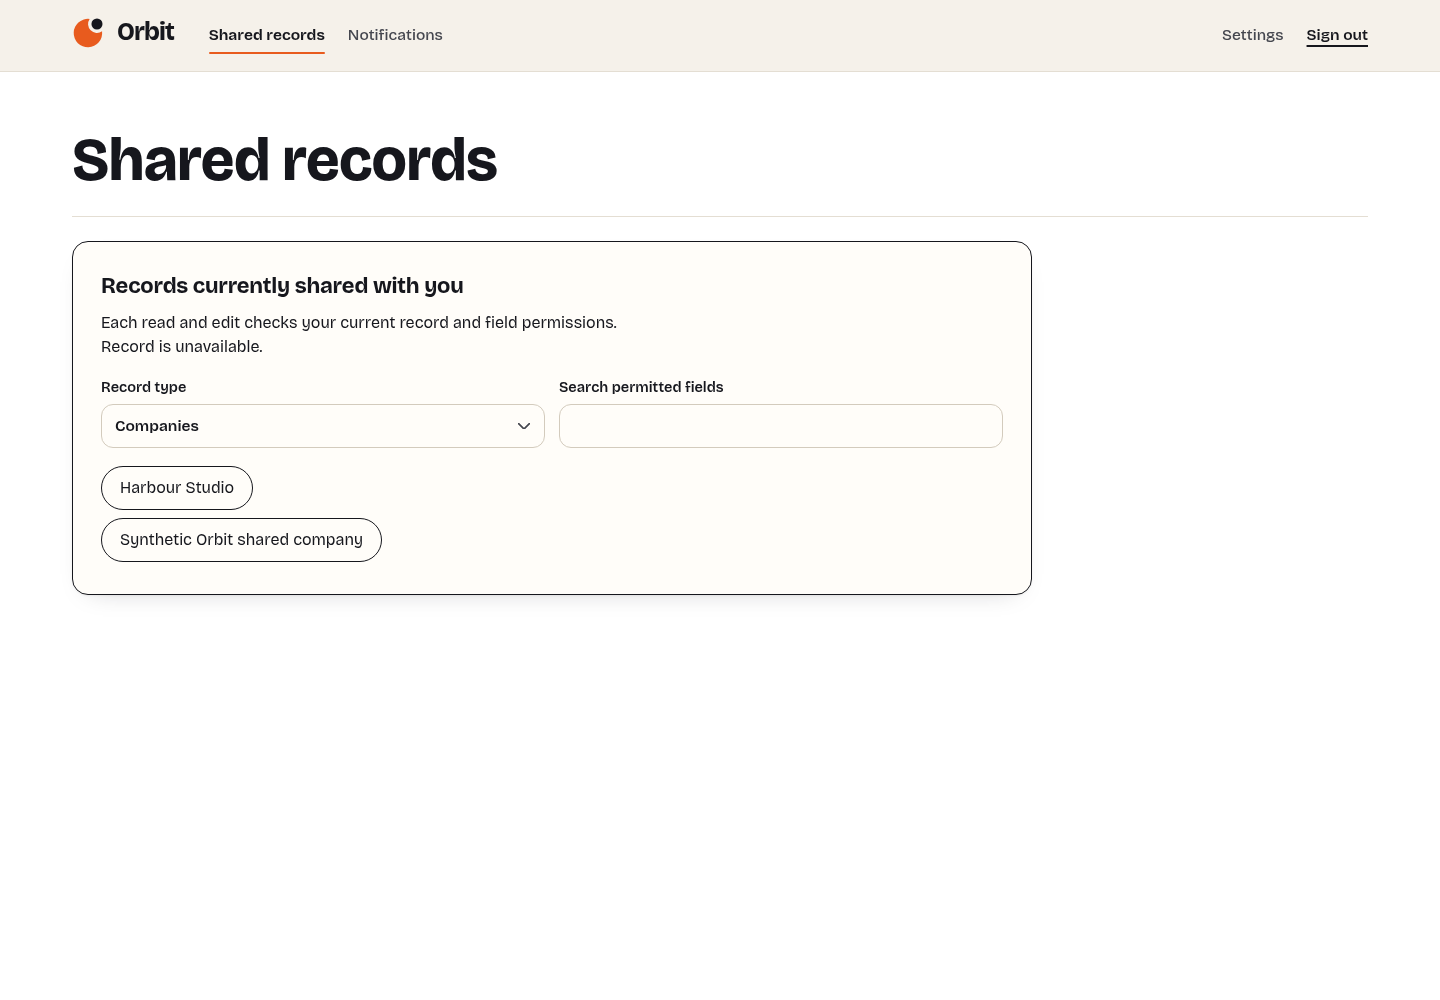 Orbit
Shared records
Notifications
Settings
Sign out
Shared records
Records currently shared with you
Each read and edit checks your current record and field permissions.
Record is unavailable.
Record type
Search permitted fields
Companies
Harbour Studio
Synthetic Orbit shared company